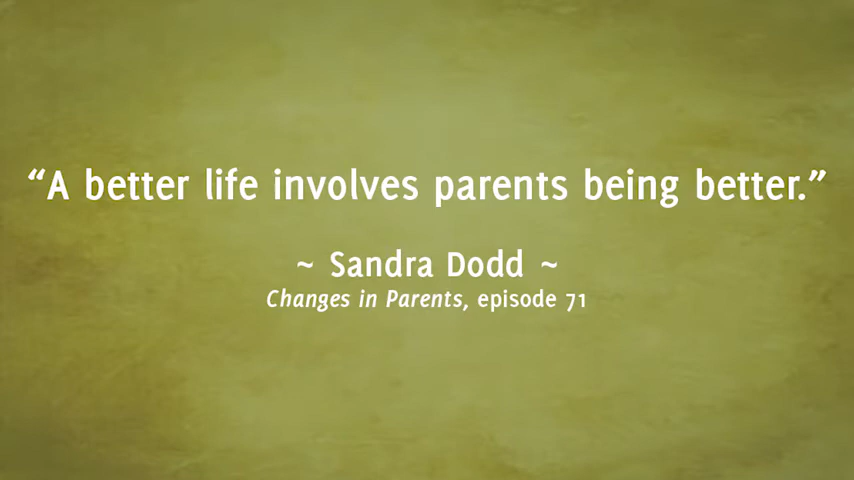 “A better life involves parents being better.”
~ Sandra Dodd ~
Changes in Parents, episode 71